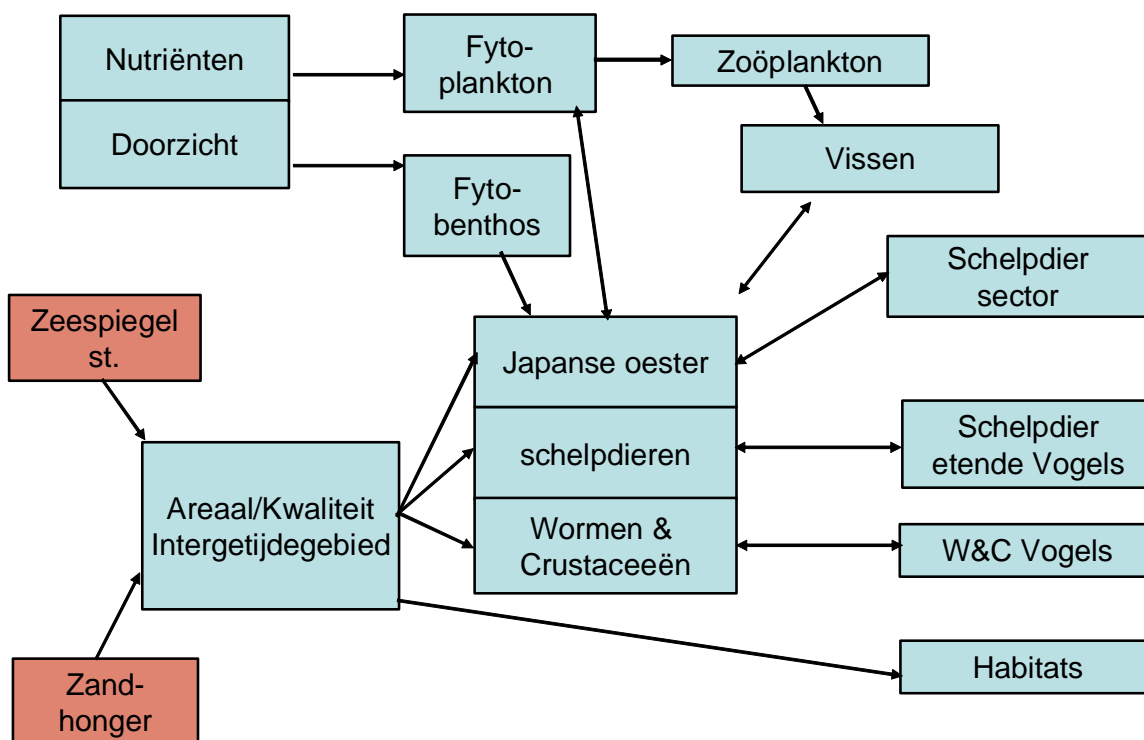 Nutriënten
Doorzicht
Fyto-
plankton
Zoöplankton
Vissen
Fyto-
benthos
Schelpdier
sector
Zeespiegel
st.
Japanse oester
schelpdieren
Wormen &
Crustaceeën
Schelpdier
etende Vogels
Areaal/Kwaliteit
Intergetijdegebied
W&C Vogels
Habitats
Zand-
honger